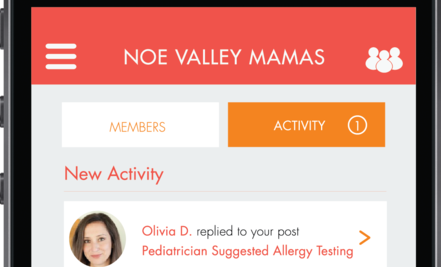 NOE VALLEY MAMAS
MEMBERS
ACTIVITY 1
New Activity
Olivia D. replied to your post
Pediatrician Suggested Allergy Testing